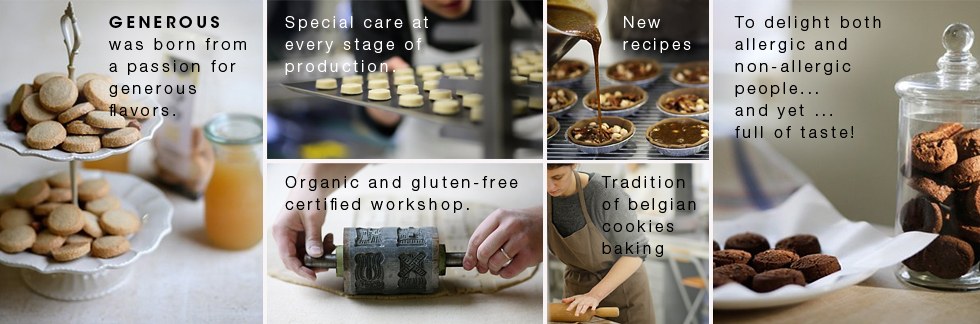 GENEROUS
was born from
a passion for
generous
flavors.
Special care at
every stage of
production.
New
recipes
Organic and gluten-free
certified workshop.
Tradition
of belgian
cookies
baking
To delight both
allergic and
non-allergic
people...
and yet ...
full of taste!